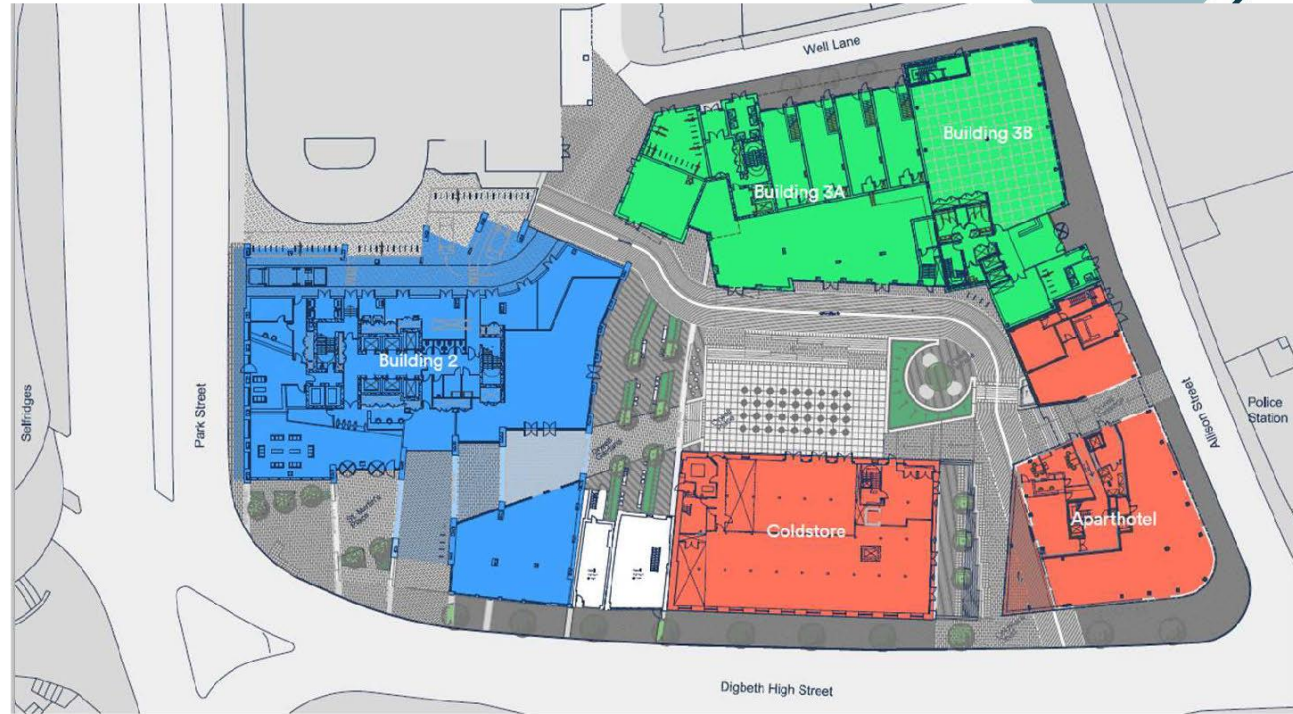 Well Lane
Building 3B
Building 3A
Building 2
Selfridges
Park Street
Allison Street
Police
Station
Coldstore
Aparthotel
Digbeth High Street